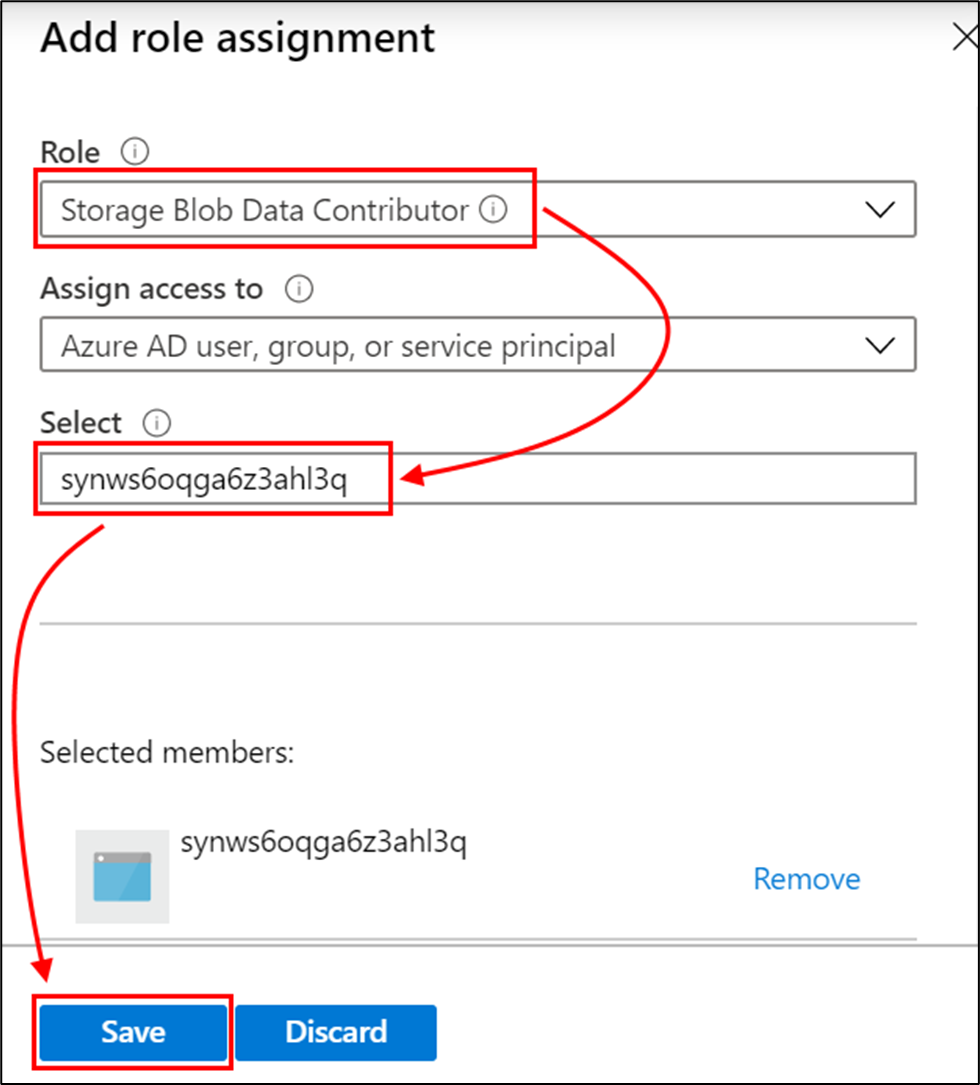 Add role assignment
Role
Storage Blob Data Contributor
Assign access to
Azure AD user, group, or service principal
Select
synws6oqga6z3ahl3q
Selected members:
synws6oqga6z3ahl3q
Remove
Save
Discard